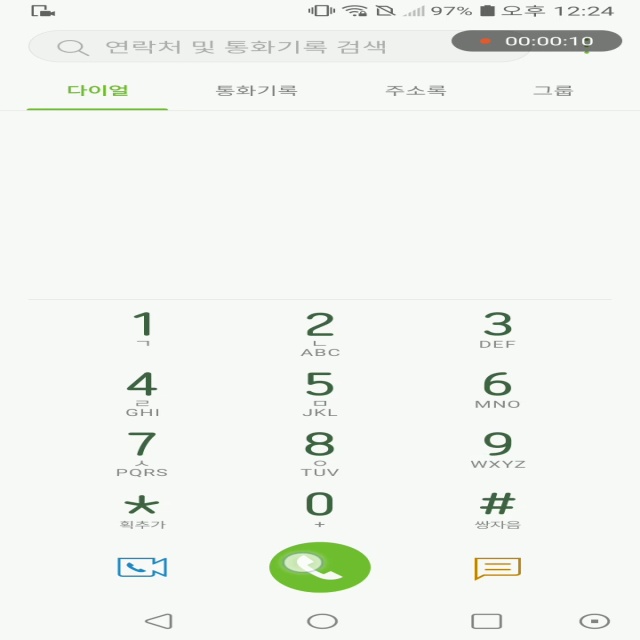 97% 오후 12:24
연락처 및 통화기록 검색 00:00:10
다이얼 통화기록 주소록 그룹
1 2 3
ㄱ ㄴ
ABC DEF
4 5 6
ㄹ ㅁ
GHI JKL MNO
7 8 9
ㅅ ㅇ
PQRS TUV WXYZ
* 0 #
획추가 + 쌍자음